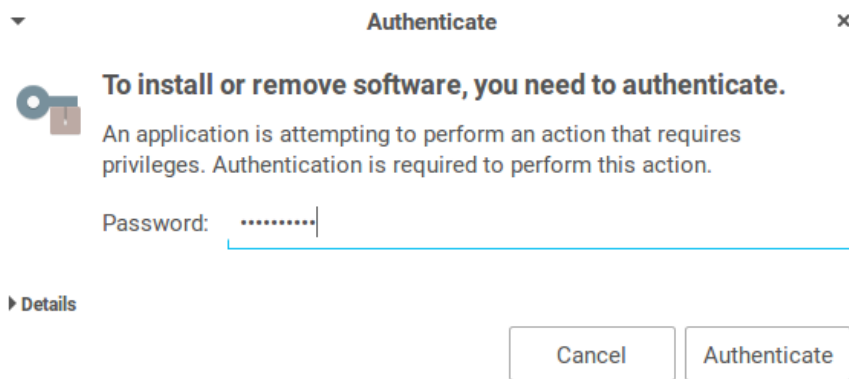 Authenticate
To install or remove software, you need to authenticate.
An application is attempting to perform an action that requires
privileges. Authentication is required to perform this action.
Password: ••••••••••
Details
Cancel Authenticate